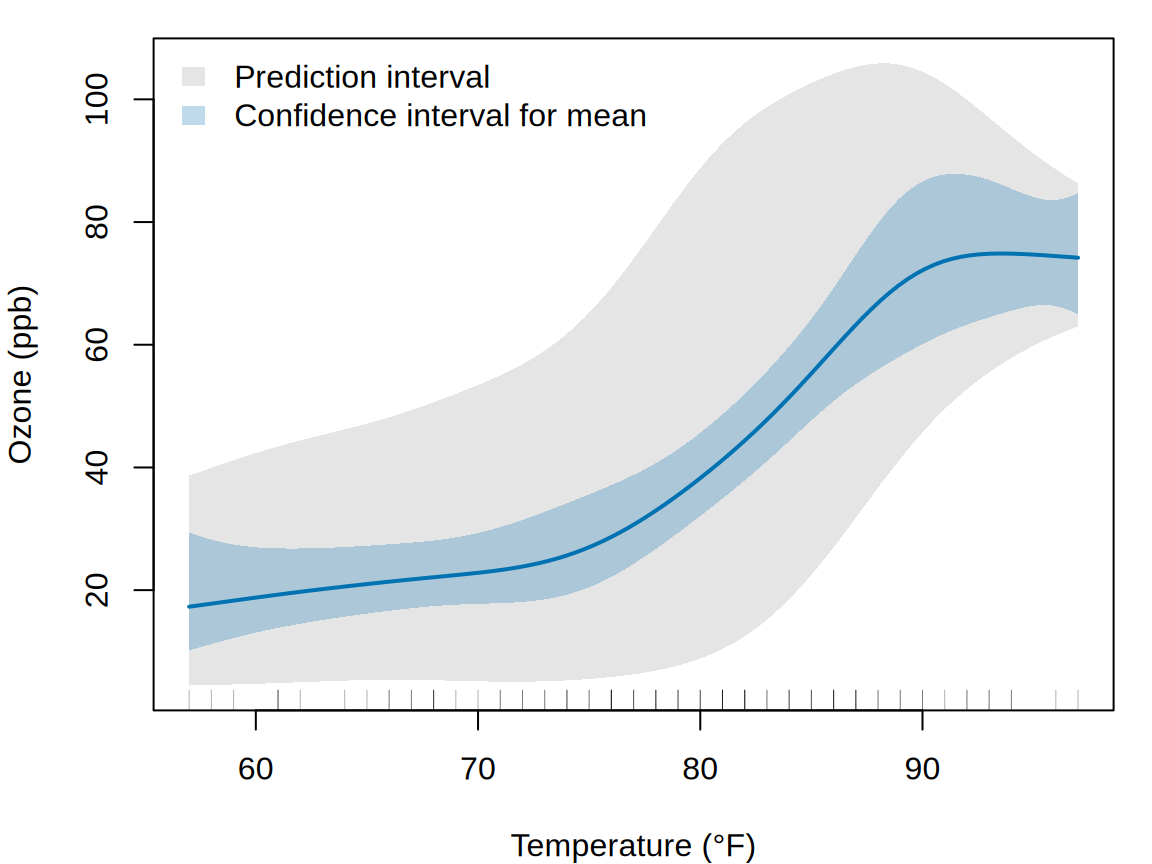 Prediction interval
Confidence interval for mean
Ozone (ppb)
100
80
60
40
20
60 70 80 90
Temperature (°F)